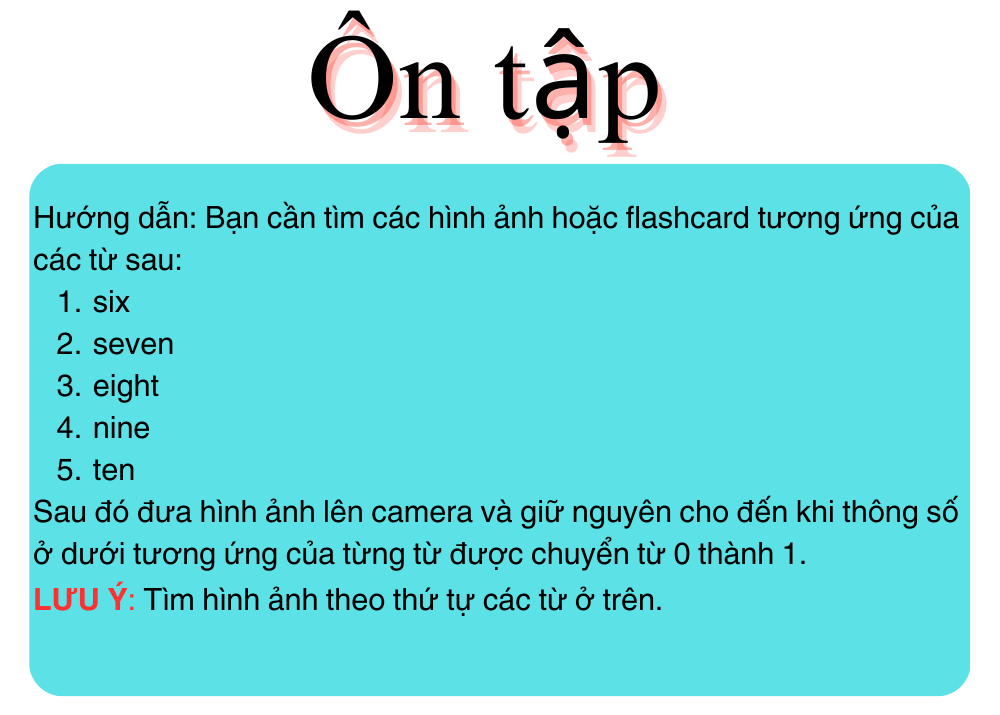 Ôn tập
Hướng dẫn: Bạn cần tìm các hình ảnh hoặc flashcard tương ứng của
các từ sau:
1. six
2. seven
3. eight
4. nine
5. ten
Sau đó đưa hình ảnh lên camera và giữ nguyên cho đến khi thông số
ở dưới tương ứng của từng từ được chuyển từ 0 thành 1.
LƯU Ý: Tìm hình ảnh theo thứ tự các từ ở trên.